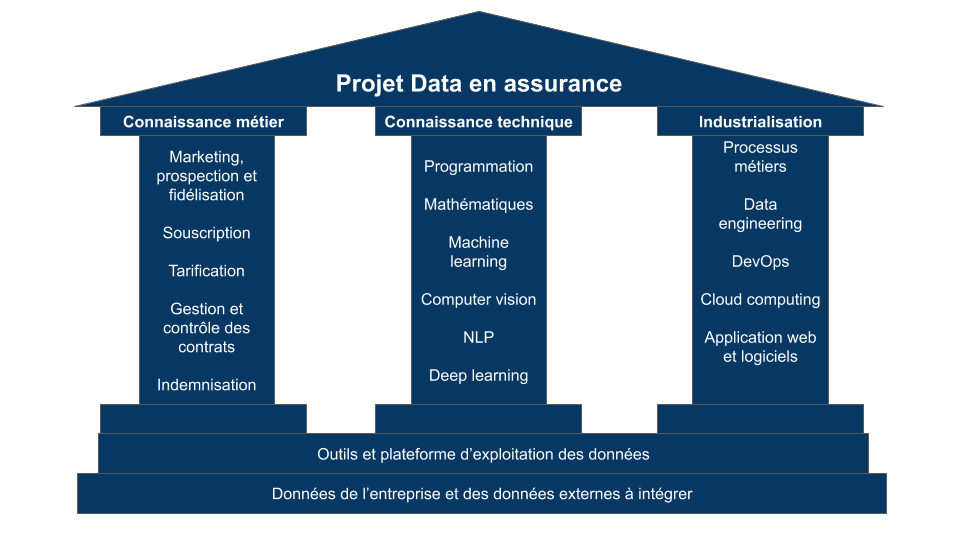 Projet Data en assurance
Connaissance métier
Marketing,
prospection et
fidélisation
Souscription
Tarification
Gestion et
contrôle des
contrats
Indemnisation
Connaissance technique
Programmation
Mathématiques
Machine
learning
Computer vision
NLP
Deep learning
Industrialisation
Processus
métiers
Data
engineering
DevOps
Cloud computing
Application web
et logiciels
Outils et plateforme d’exploitation des données
Données de l’entreprise et des données externes à intégrer